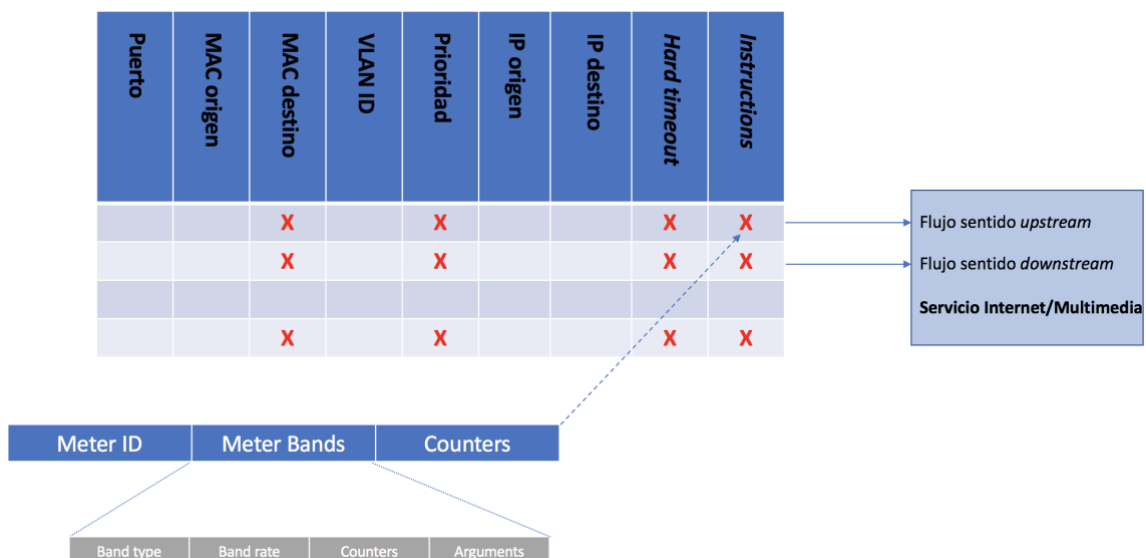 Puerto
MAC origen
MAC destino
VLAN ID
Prioridad
IP origen
IP destino
Hard timeout
Instructions
X X X X
X X X X
X X X X
Flujo sentido upstream
Flujo sentido downstream
Servicio Internet/Multimedia
Meter ID Meter Bands Counters
Band type Band rate Counters Arguments